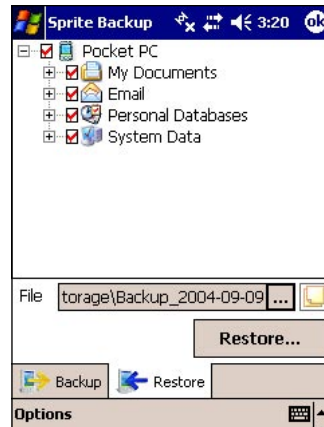 Sprite Backup 3:20 ok
Pocket PC
My Documents
Email
Personal Databases
System Data
File torage\Backup_2004-09-09 ...
Restore...
Backup Restore
Options